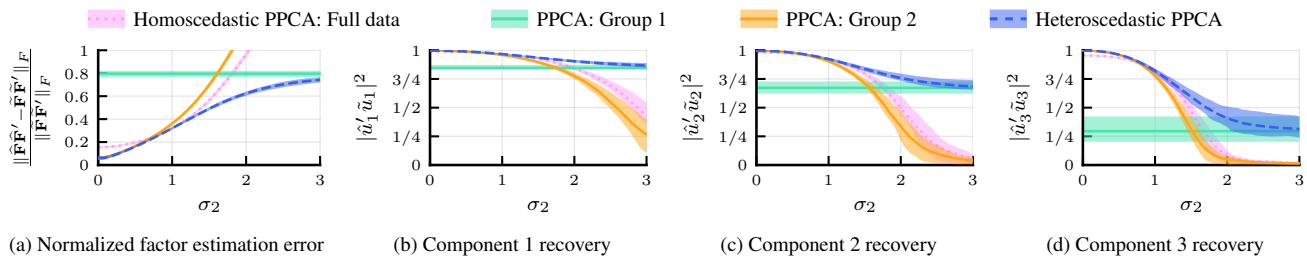 Homoscedastic PPCA: Full data PPCA: Group 1 PPCA: Group 2 Heteroscedastic PPCA
‖F̂F̂′−F̃F̃′‖F / ‖F̃F̃′‖F
1
0.8
0.6
0.4
0.2
0
0 1 2 3
σ2
|û′1ũ1|²
1
3/4
1/2
1/4
0
0 1 2 3
σ2
|û′2ũ2|²
1
3/4
1/2
1/4
0
0 1 2 3
σ2
|û′3ũ3|²
1
3/4
1/2
1/4
0
0 1 2 3
σ2
(a) Normalized factor estimation error
(b) Component 1 recovery
(c) Component 2 recovery
(d) Component 3 recovery